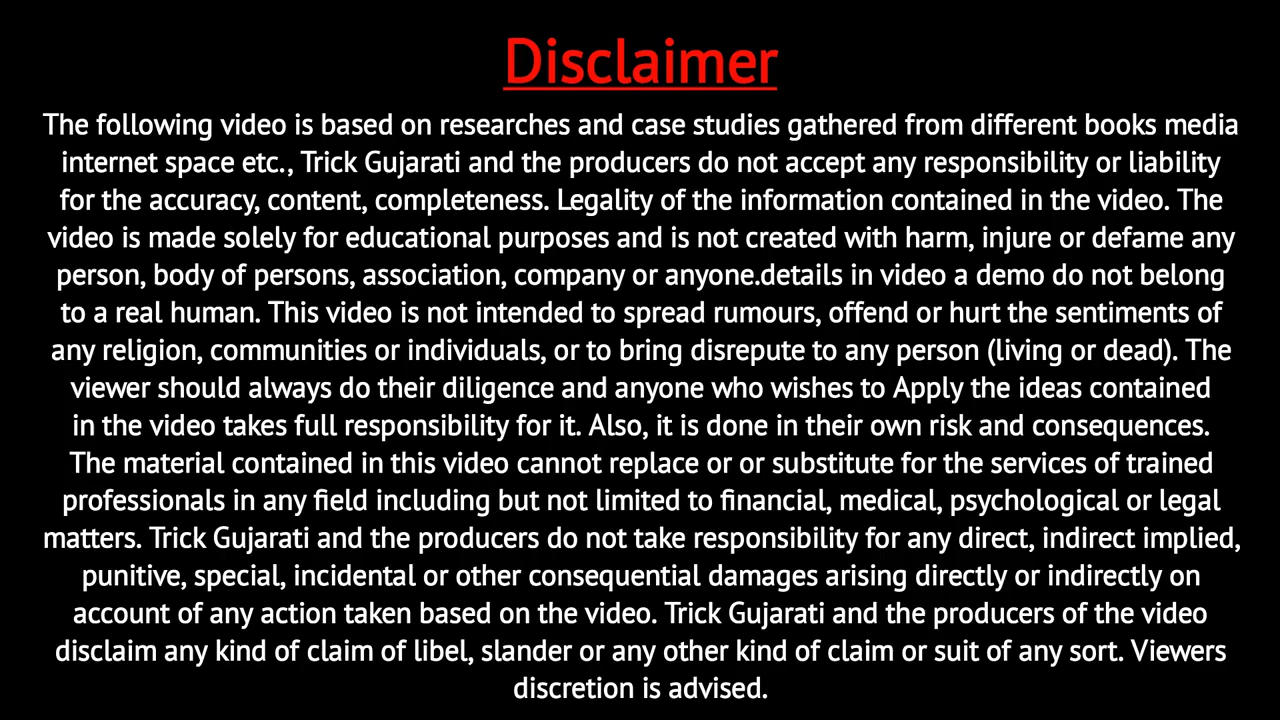 Disclaimer
The following video is based on researches and case studies gathered from different books media
internet space etc., Trick Gujarati and the producers do not accept any responsibility or liability
for the accuracy, content, completeness. Legality of the information contained in the video. The
video is made solely for educational purposes and is not created with harm, injure or defame any
person, body of persons, association, company or anyone.details in video a demo do not belong
to a real human. This video is not intended to spread rumours, offend or hurt the sentiments of
any religion, communities or individuals, or to bring disrepute to any person (living or dead). The
viewer should always do their diligence and anyone who wishes to Apply the ideas contained
in the video takes full responsibility for it. Also, it is done in their own risk and consequences.
The material contained in this video cannot replace or or substitute for the services of trained
professionals in any field including but not limited to financial, medical, psychological or legal
matters. Trick Gujarati and the producers do not take responsibility for any direct, indirect implied,
punitive, special, incidental or other consequential damages arising directly or indirectly on
account of any action taken based on the video. Trick Gujarati and the producers of the video
disclaim any kind of claim of libel, slander or any other kind of claim or suit of any sort. Viewers
discretion is advised.